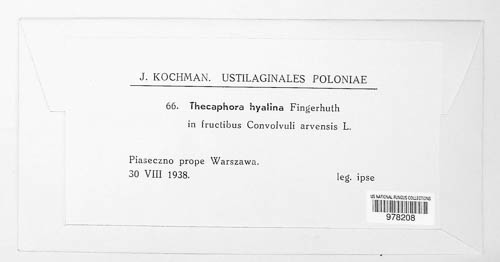 J. KOCHMAN. USTILAGINALES POLONIAE
66. Thecaphora hyalina Fingerhuth
in fructibus Convolvuli arvensis L.
Piaseczno prope Warszawa.
30 VIII 1938. leg. ipse
US NATIONAL FUNGUS COLLECTIONS
978208